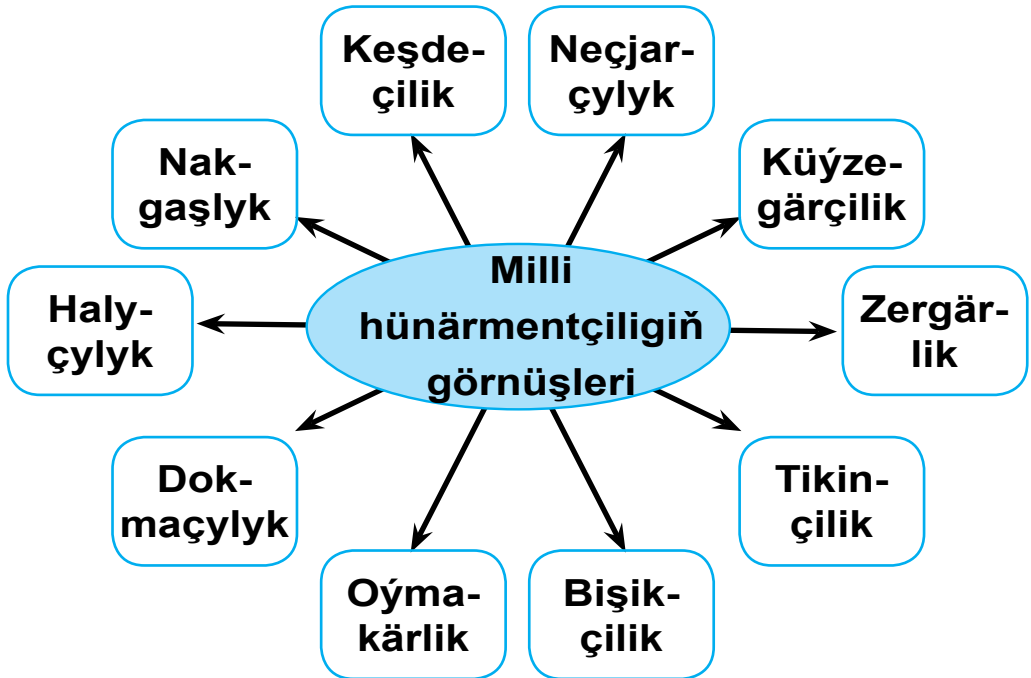 Keşde-
çilik
Neçjar-
çylyk
Nak-
gaşlyk
Küýze-
gärçilik
Milli
hünärmentçiligiň
görnüşleri
Haly-
çylyk
Zergär-
lik
Dok-
maçylyk
Tikin-
çilik
Oýma-
kärlik
Bişik-
çilik